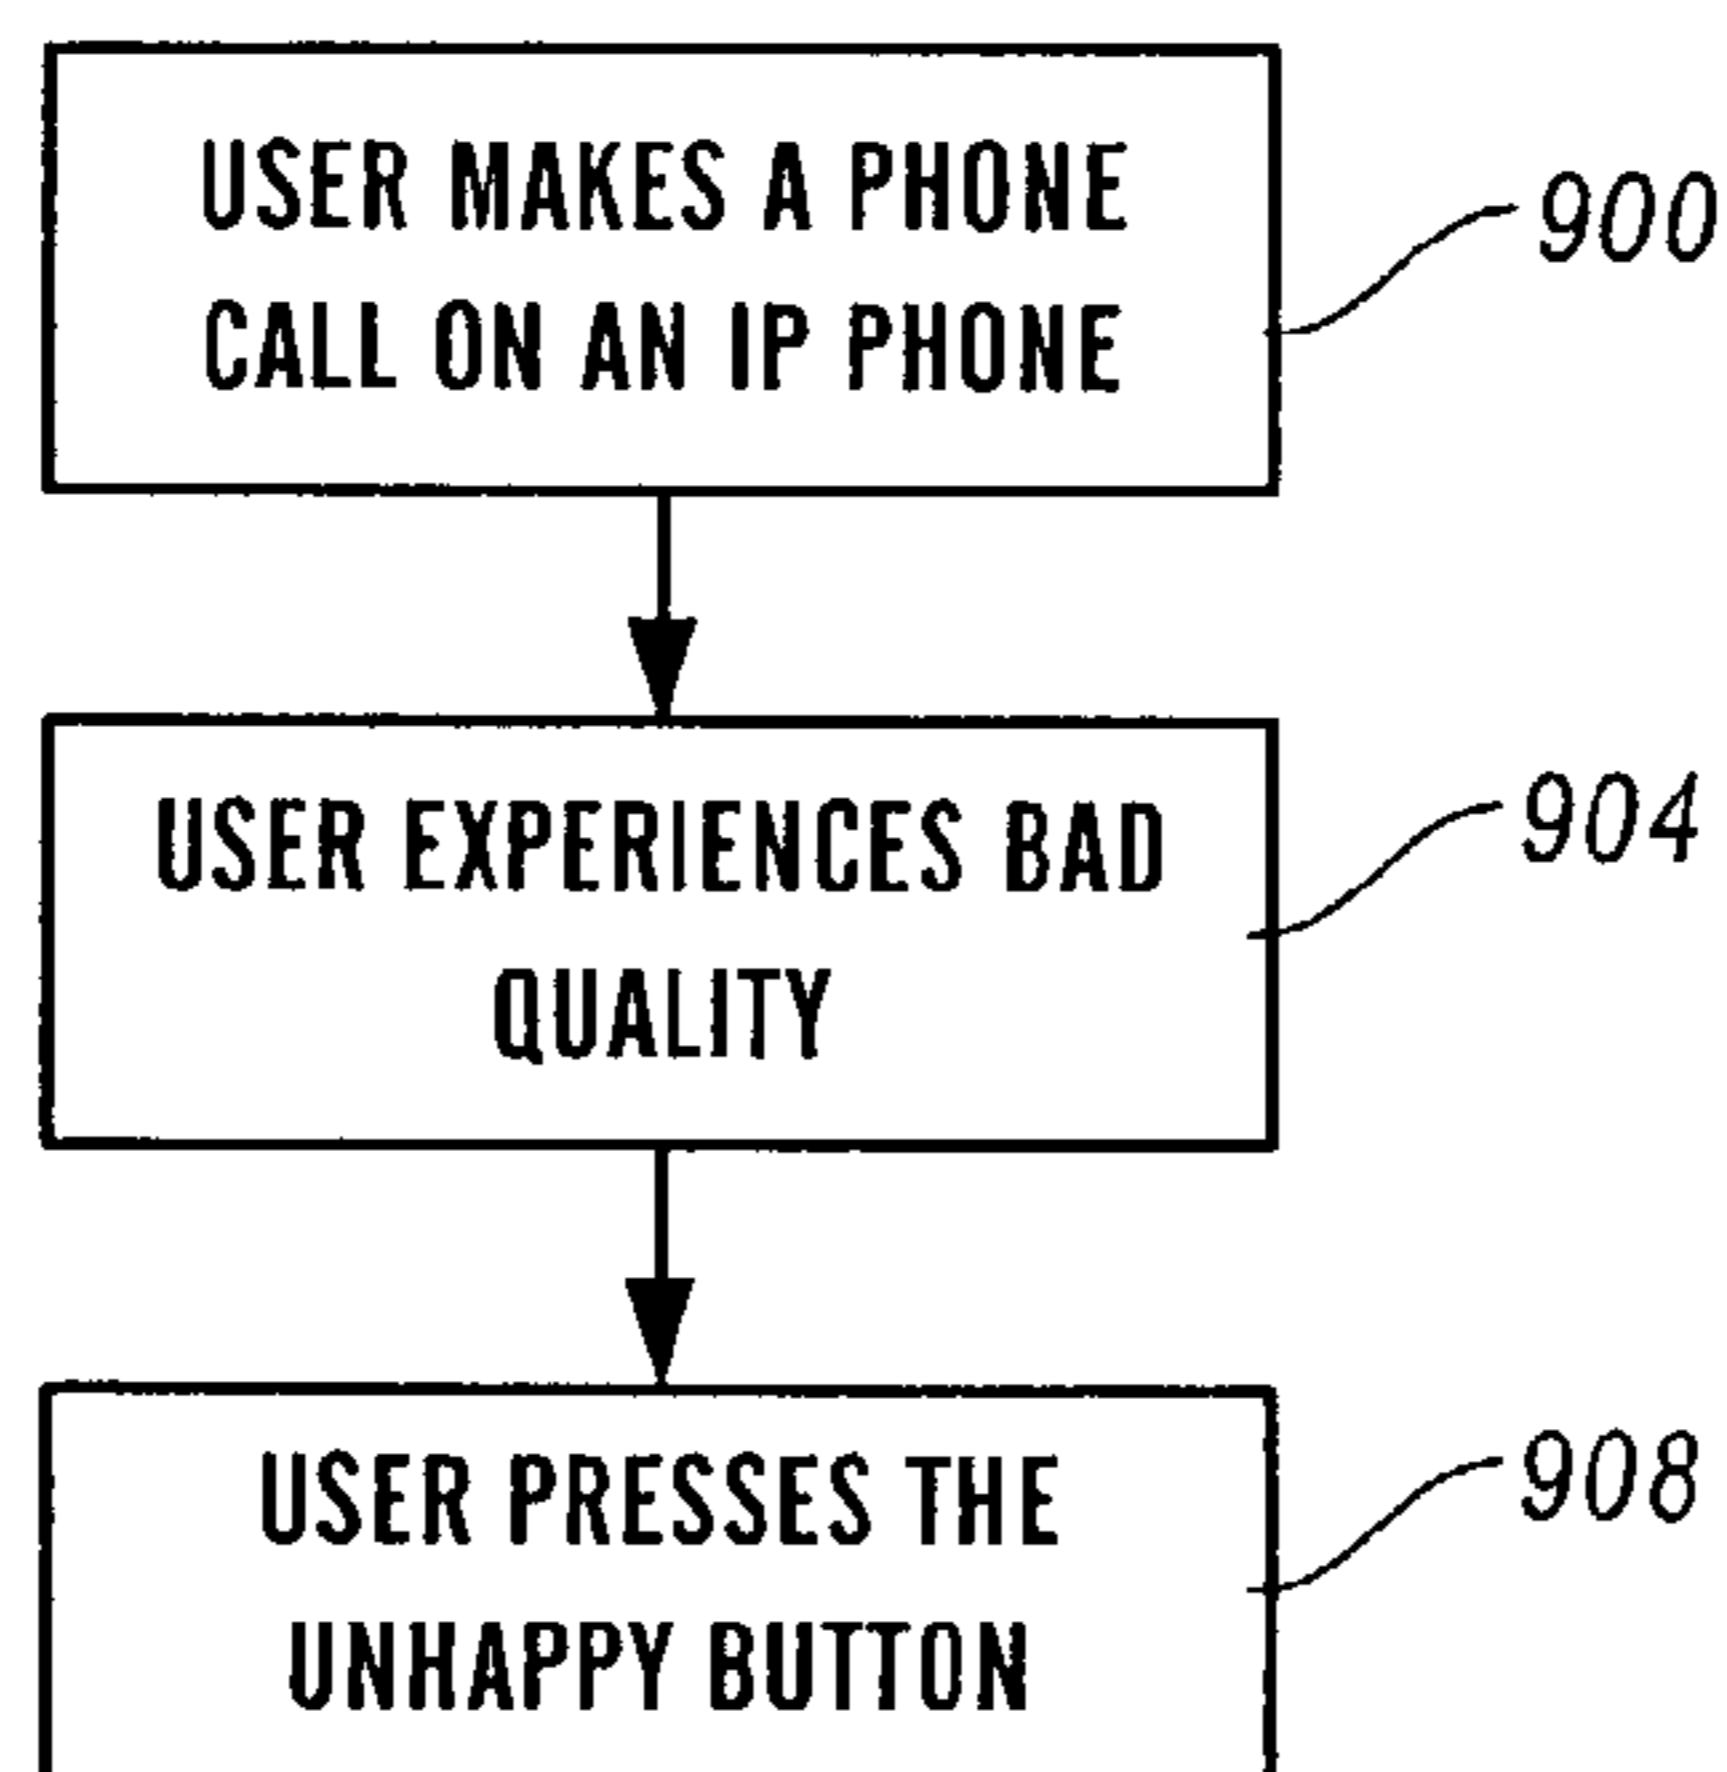 USER MAKES A PHONE
CALL ON AN IP PHONE
900
USER EXPERIENCES BAD
QUALITY
904
USER PRESSES THE
UNHAPPY BUTTON
908